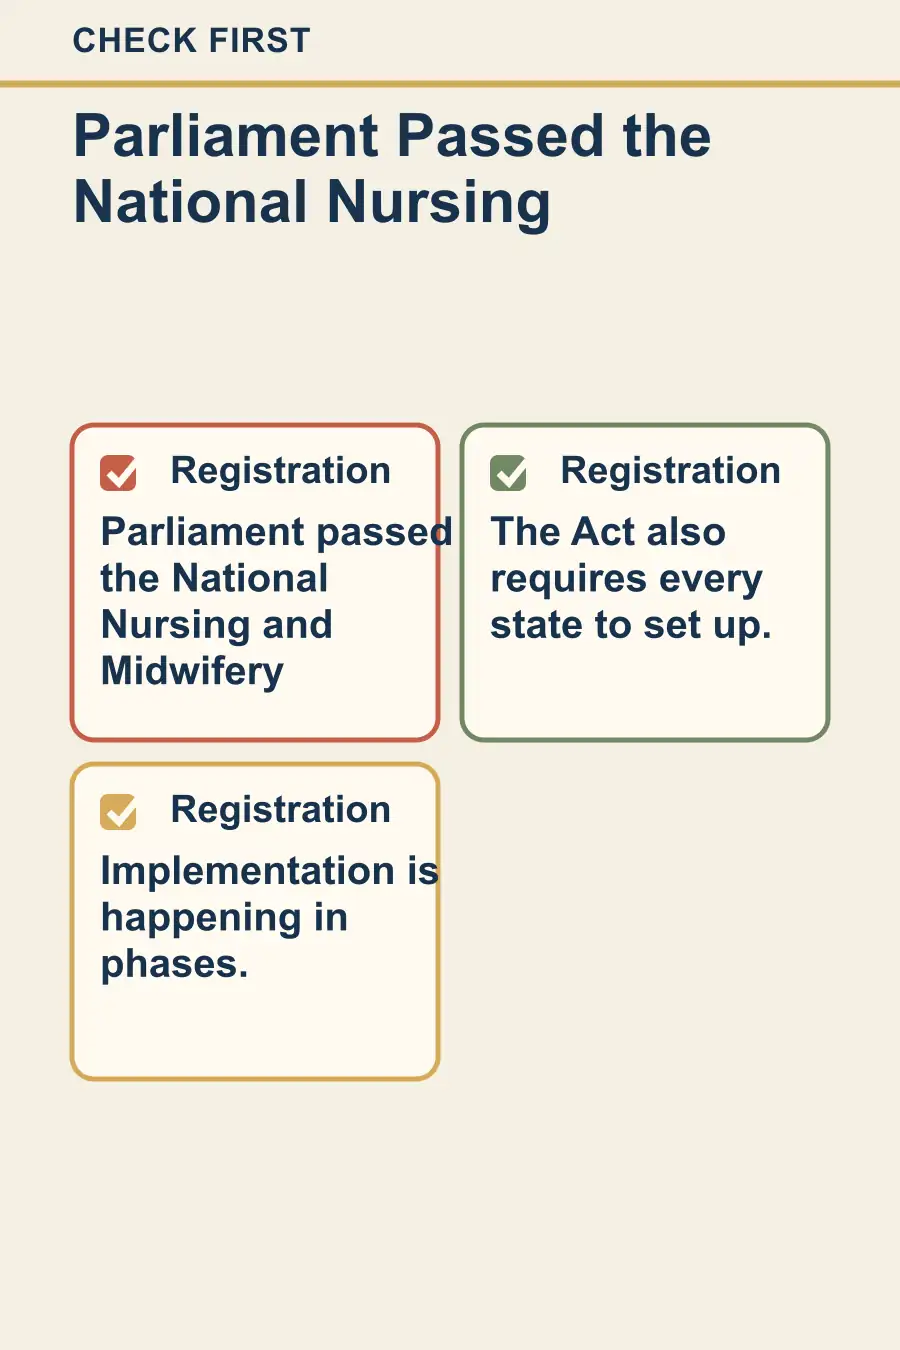 CHECK FIRST
Parliament Passed the
National Nursing
Registration
Parliament passed
the National
Nursing and
Midwifery
Registration
The Act also
requires every
state to set up.
Registration
Implementation is
happening in
phases.